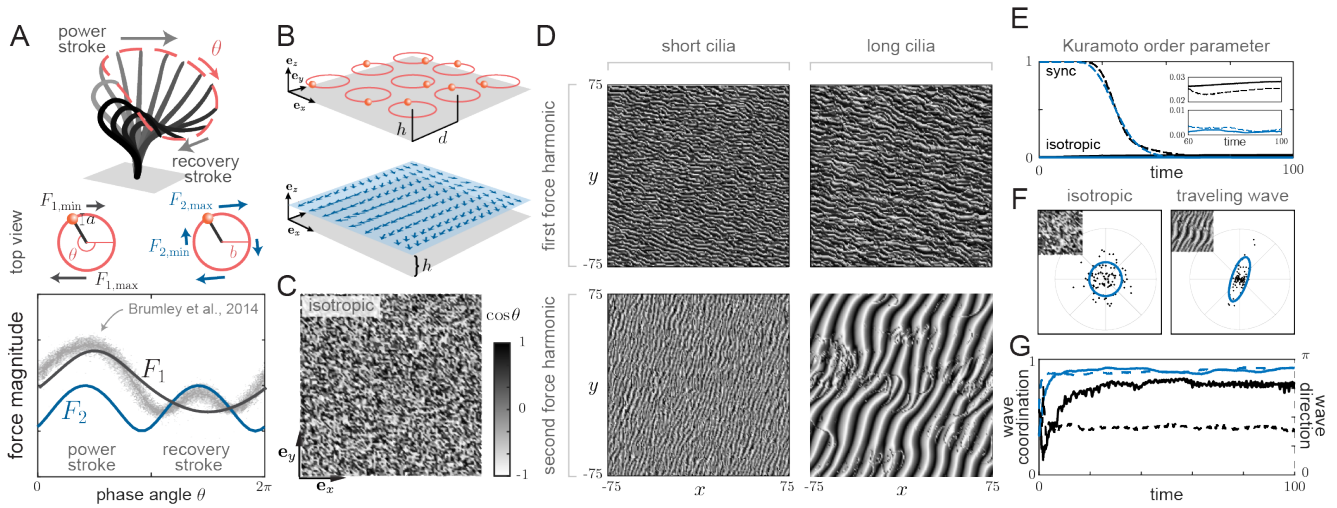 A
power
stroke
θ
recovery
stroke
top view
F1,min
a
θ
F1,max
F2,max
F2,min
b
Brumley et al., 2014
F1
F2
power
stroke
recovery
stroke
force magnitude
0
phase angle θ
2π
B
ez
ey
ex
h
d
ez
ex
h
C
isotropic
cos θ
1
0
-1
ey
ex
D
short cilia
long cilia
first force harmonic
75
y
-75
second force harmonic
75
y
-75
-75
x
75
-75
x
75
E
Kuramoto order parameter
1
sync
isotropic
0
0.03
0.02
0.01
0.00
60
time
100
0
time
100
F
isotropic
traveling wave
G
1
wave
coordination
0
π
wave
direction
0
0
time
100